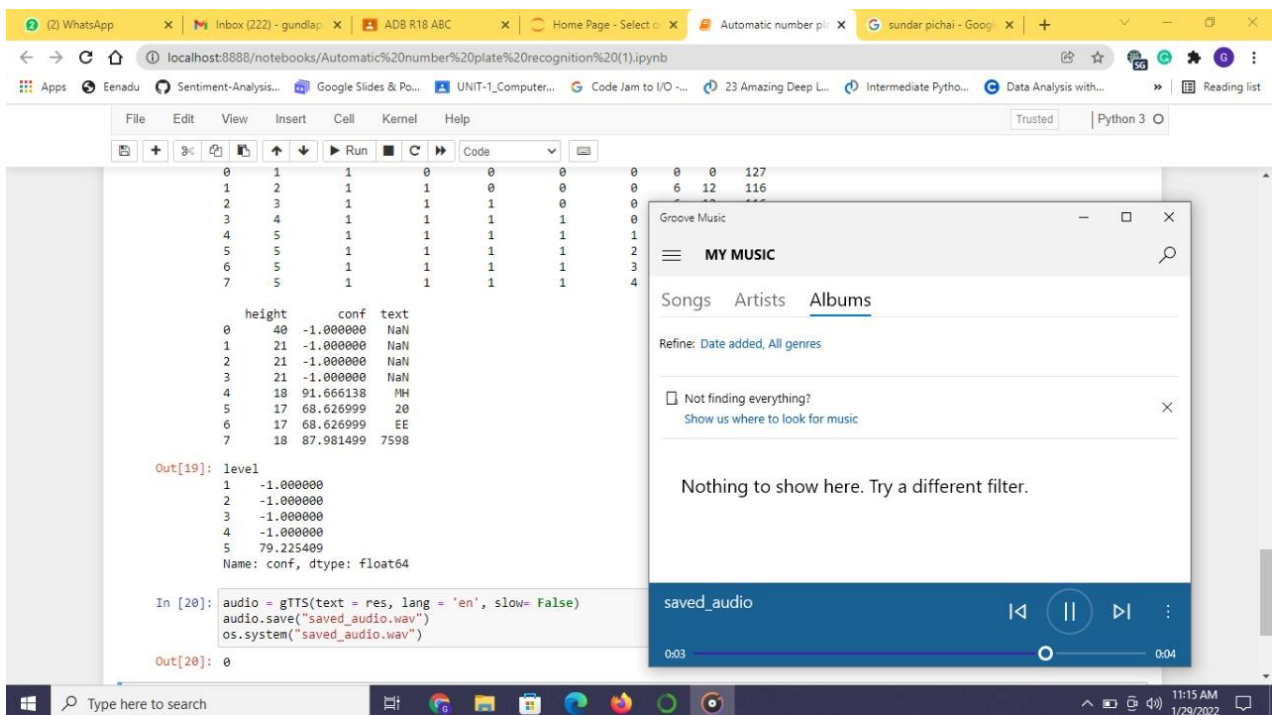 (2) WhatsApp
Inbox (222) - gundlap
ADB R18 ABC
Home Page - Select o
Automatic number pl
sundar pichai - Goog
localhost:8888/notebooks/Automatic%20number%20plate%20recognition%20(1).ipynb
Apps Eenadu Sentiment-Analysis... Google Slides & Po... UNIT-1_Computer... Code Jam to I/O -... 23 Amazing Deep L... Intermediate Pytho... Data Analysis with... » Reading list
File Edit View Insert Cell Kernel Help Trusted Python 3
Run Code
0 1 1 0 0 0 0 0 0 127
1 2 1 1 0 0 0 6 12 116
2 3 1 1 1 0 0
3 4 1 1 1 1 0
4 5 1 1 1 1 1
5 5 1 1 1 1 2
6 5 1 1 1 1 3
7 5 1 1 1 1 4
height conf text
0 40 -1.000000 NaN
1 21 -1.000000 NaN
2 21 -1.000000 NaN
3 21 -1.000000 NaN
4 18 91.666138 MH
5 17 68.626999 20
6 17 68.626999 EE
7 18 87.981499 7598
Out[19]: level
1 -1.000000
2 -1.000000
3 -1.000000
4 -1.000000
5 79.225409
Name: conf, dtype: float64
In [20]: audio = gTTS(text = res, lang = 'en', slow= False)
audio.save("saved_audio.wav")
os.system("saved_audio.wav")
Out[20]: 0
Groove Music
MY MUSIC
Songs Artists Albums
Refine: Date added, All genres
Not finding everything?
Show us where to look for music
Nothing to show here. Try a different filter.
saved_audio
0:03 0:04
Type here to search
11:15 AM
1/29/2022